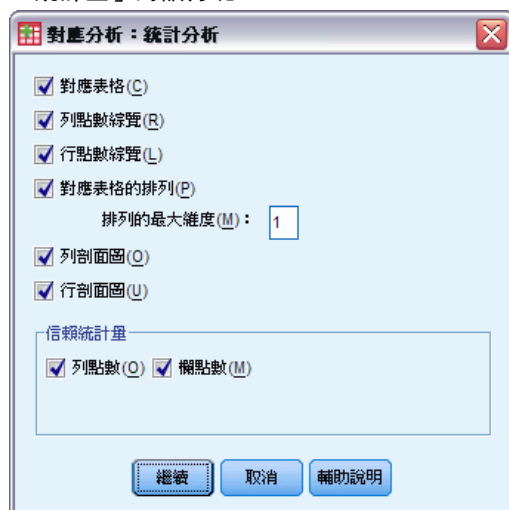 對應分析：統計分析
對應表格(C)
列點數綜覽(R)
行點數綜覽(L)
對應表格的排列(P)
排列的最大維度(M)： 1
列剖面圖(O)
行剖面圖(U)
信賴統計量
列點數(O) 欄點數(M)
繼續 取消 輔助說明